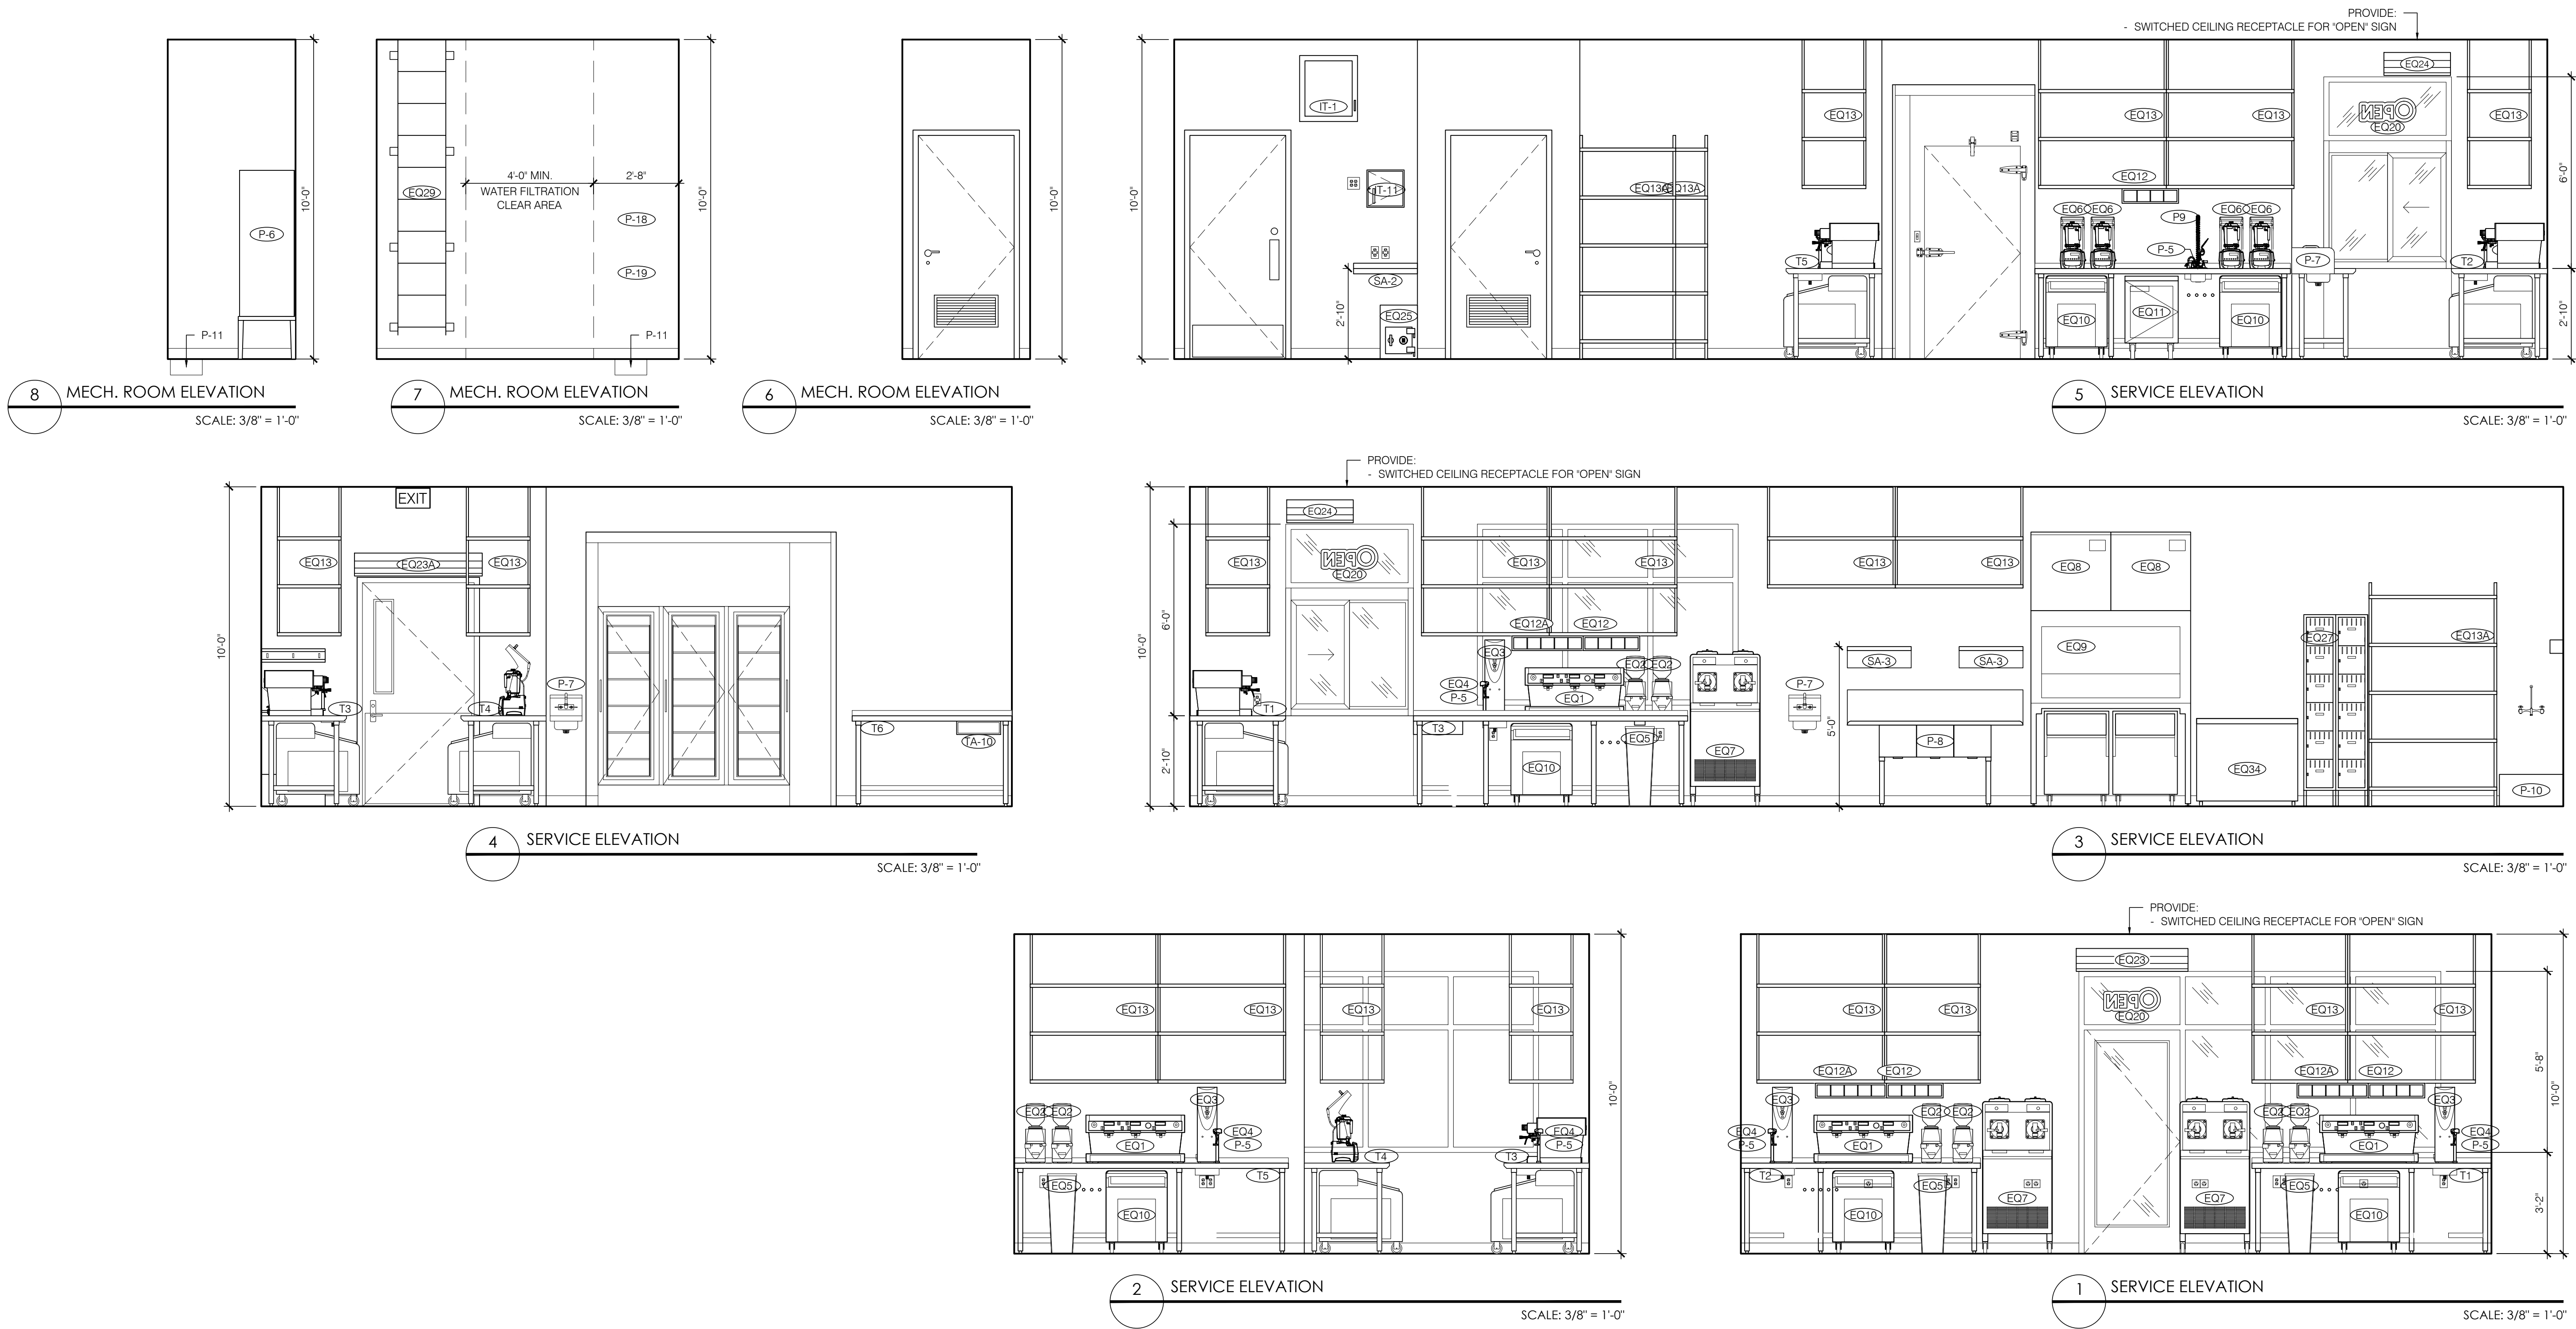 PROVIDE:
- SWITCHED CEILING RECEPTACLE FOR "OPEN" SIGN
P-6
P-11
10'-0"
8
MECH. ROOM ELEVATION
SCALE: 3/8" = 1'-0"
EQ29
4'-0" MIN.
WATER FILTRATION
CLEAR AREA
2'-8"
P-18
P-19
P-11
10'-0"
7
MECH. ROOM ELEVATION
SCALE: 3/8" = 1'-0"
10'-0"
6
MECH. ROOM ELEVATION
SCALE: 3/8" = 1'-0"
10'-0"
IT-1
IT-11
SA-2
2'-10"
EQ25
EQ13A
EQ13A
EQ13
T5
EQ13
EQ13
EQ12
EQ6
EQ6
P9
P-5
EQ6
EQ6
EQ10
EQ11
EQ10
P-7
EQ24
OPEN
EQ20
EQ13
T2
6'-0"
2'-10"
5
SERVICE ELEVATION
SCALE: 3/8" = 1'-0"
10'-0"
EQ13
EXIT
EQ23A
EQ13
T3
T4
P-7
T6
TA-10
4
SERVICE ELEVATION
SCALE: 3/8" = 1'-0"
PROVIDE:
- SWITCHED CEILING RECEPTACLE FOR "OPEN" SIGN
10'-0"
6'-0"
2'-10"
EQ13
EQ24
OPEN
EQ20
T1
EQ13
EQ13
EQ12A
EQ12
EQ3
EQ4
P-5
EQ1
EQ2
EQ2
T3
EQ10
EQ5
EQ7
P-7
EQ13
EQ13
5'-0"
SA-3
SA-3
P-8
EQ8
EQ8
EQ9
EQ34
EQ27
EQ13A
P-10
3
SERVICE ELEVATION
SCALE: 3/8" = 1'-0"
EQ13
EQ13
EQ13
EQ13
EQ2
EQ2
EQ1
EQ3
EQ4
P-5
EQ5
EQ10
T5
T4
T3
EQ4
P-5
10'-0"
2
SERVICE ELEVATION
SCALE: 3/8" = 1'-0"
PROVIDE:
- SWITCHED CEILING RECEPTACLE FOR "OPEN" SIGN
EQ13
EQ13
EQ12A
EQ12
EQ3
EQ4
P-5
EQ1
EQ2
EQ2
T2
EQ10
EQ5
EQ7
EQ23
OPEN
EQ20
EQ7
EQ13
EQ13
EQ12A
EQ12
EQ2
EQ2
EQ1
EQ3
EQ4
P-5
EQ5
EQ10
T1
5'-8"
3'-2"
10'-0"
1
SERVICE ELEVATION
SCALE: 3/8" = 1'-0"